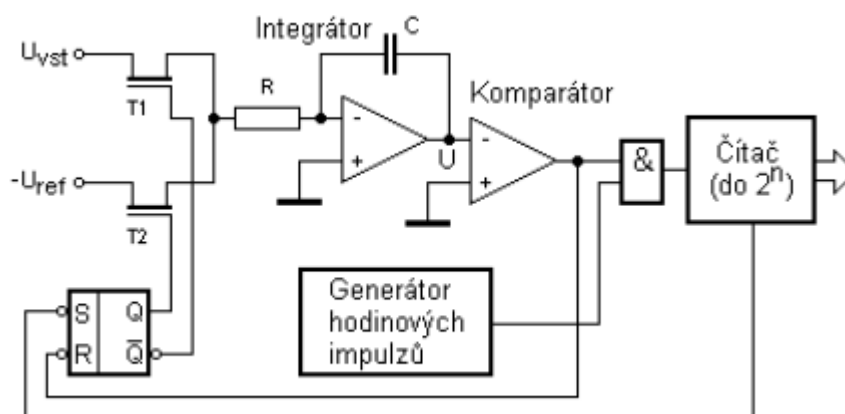 Integrátor
C
Uvst
T1
R
-
+
U
Komparátor
-
+
&
Čítač
(do 2ⁿ)
-Uref
T2
Generátor
hodinových
impulzů
S
Q
R
Q̅